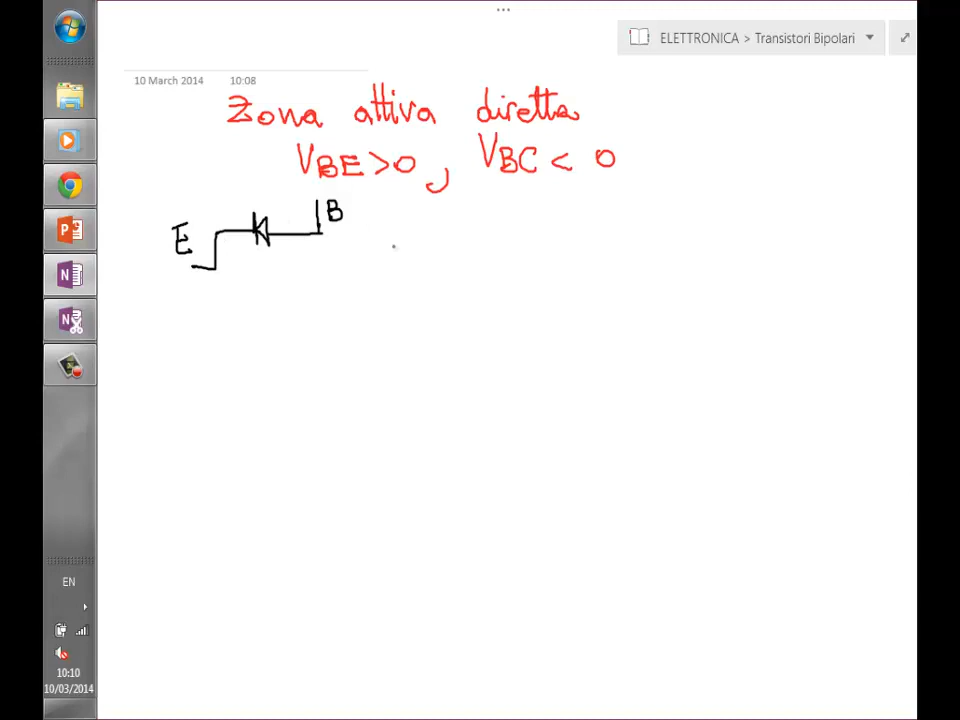 ELETTRONICA > Transistori Bipolari
10 March 2014 10:08
Zona attiva diretta
VBE>0, VBC < 0
B
E
EN
10:10
10/03/2014